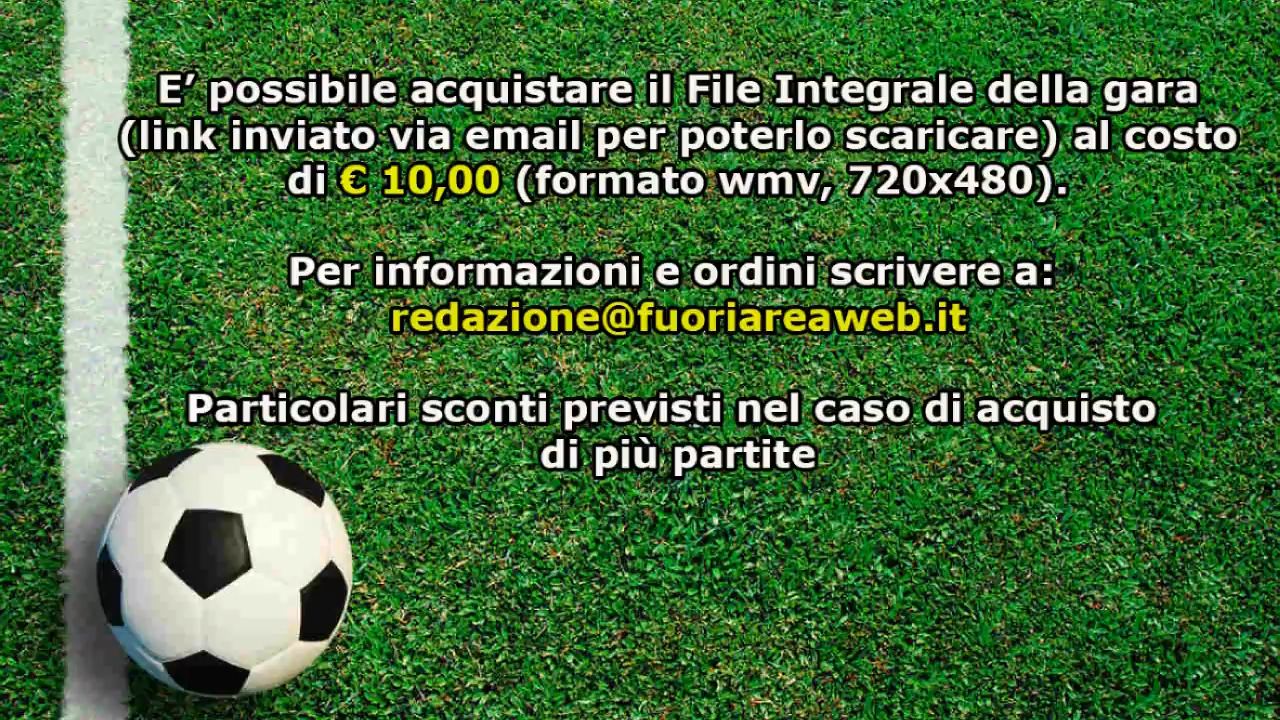 E’ possibile acquistare il File Integrale della gara
(link inviato via email per poterlo scaricare) al costo
di € 10,00 (formato wmv, 720x480).
Per informazioni e ordini scrivere a:
redazione@fuoriareaweb.it
Particolari sconti previsti nel caso di acquisto
di più partite